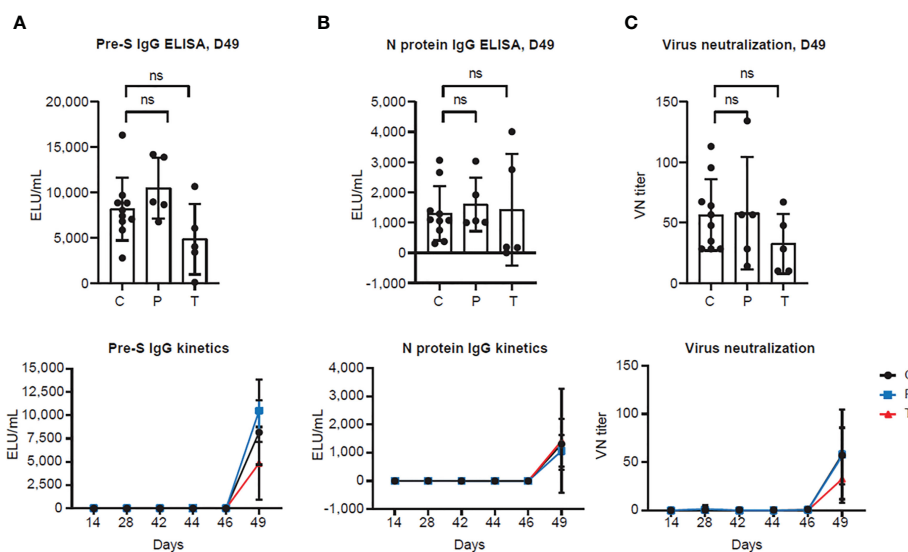 A
Pre-S IgG ELISA, D49
ns
ns
20,000
15,000
10,000
5,000
0
ELU/mL
C P T
B
N protein IgG ELISA, D49
ns
ns
5,000
4,000
3,000
2,000
1,000
0
-1,000
ELU/mL
C P T
C
Virus neutralization, D49
ns
ns
150
100
50
0
VN titer
C P T
Pre-S IgG kinetics
15,000
12,500
10,000
7,500
5,000
2,500
0
ELU/mL
14 28 42 44 46 49
Days
N protein IgG kinetics
4,000
3,000
2,000
1,000
0
-1,000
ELU/mL
14 28 42 44 46 49
Days
Virus neutralization
150
100
50
0
VN titer
14 28 42 44 46 49
Days